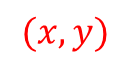 (x, y)